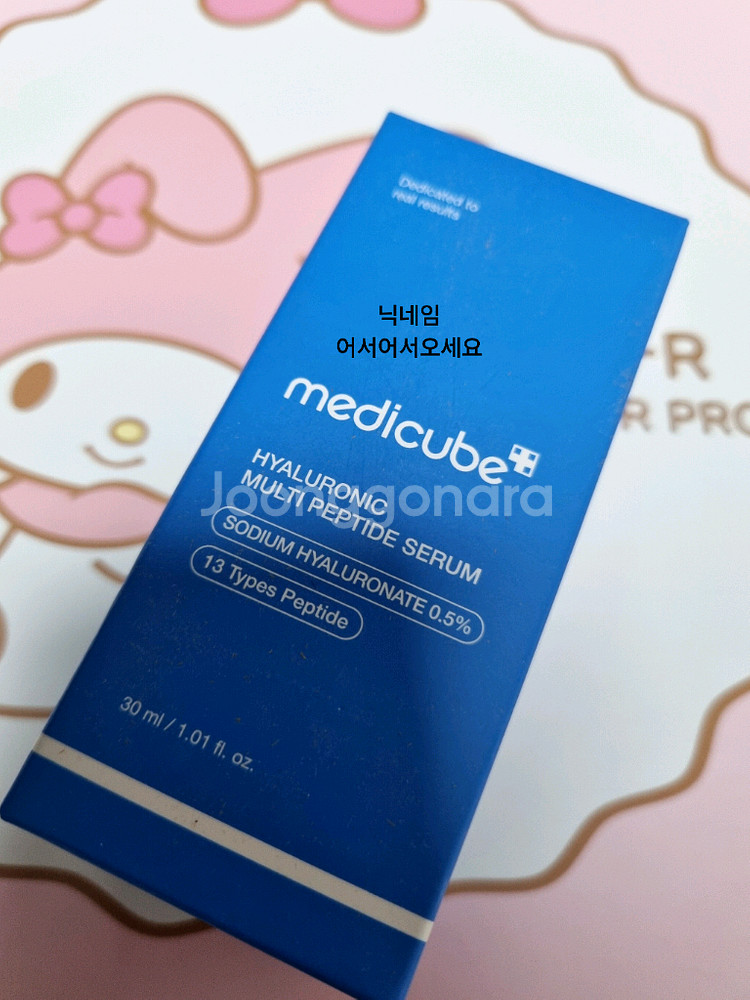 Dedicated to
real results
닉네임
어서어서오세요
medicube
HYALURONIC
MULTI PEPTIDE SERUM
Joonggonara
SODIUM HYALURONATE 0.5%
13 Types Peptide
30 ml / 1.01 fl. oz.
-R
R PRO